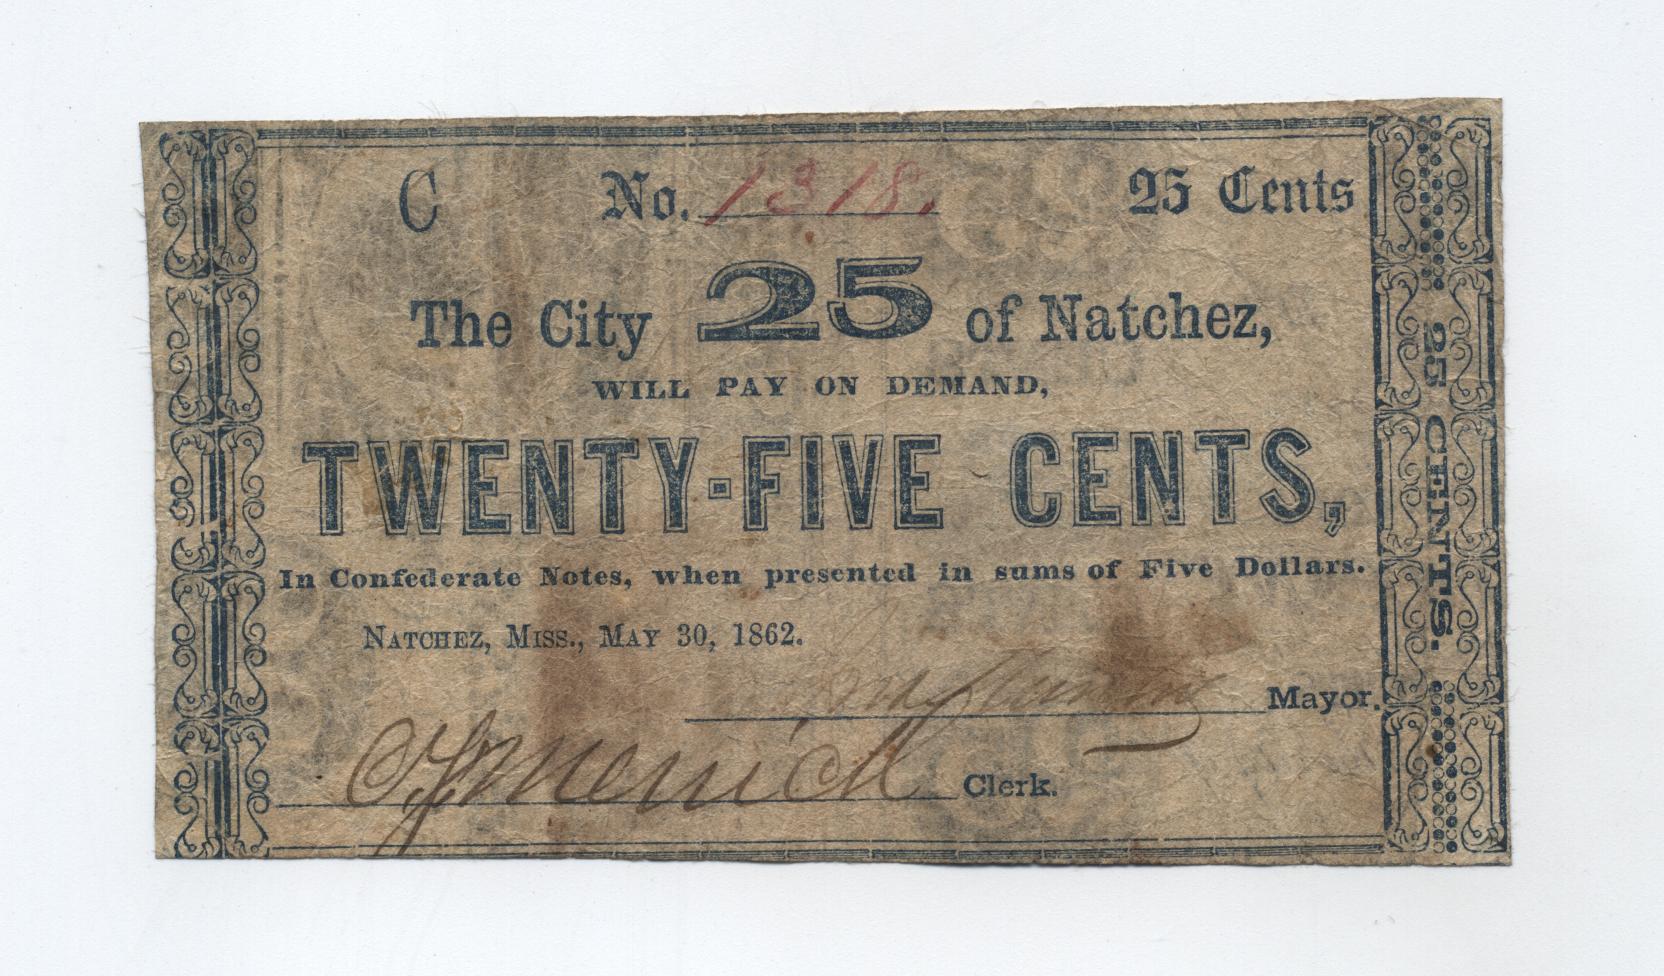 C No. 1318. 25 Cents
The City 25 of Natchez,
WILL PAY ON DEMAND,
TWENTY-FIVE CENTS,
In Confederate Notes, when presented in sums of Five Dollars.
NATCHEZ, MISS., MAY 30, 1862.
Mayor.
Merrick Clerk.
25 CENTS.